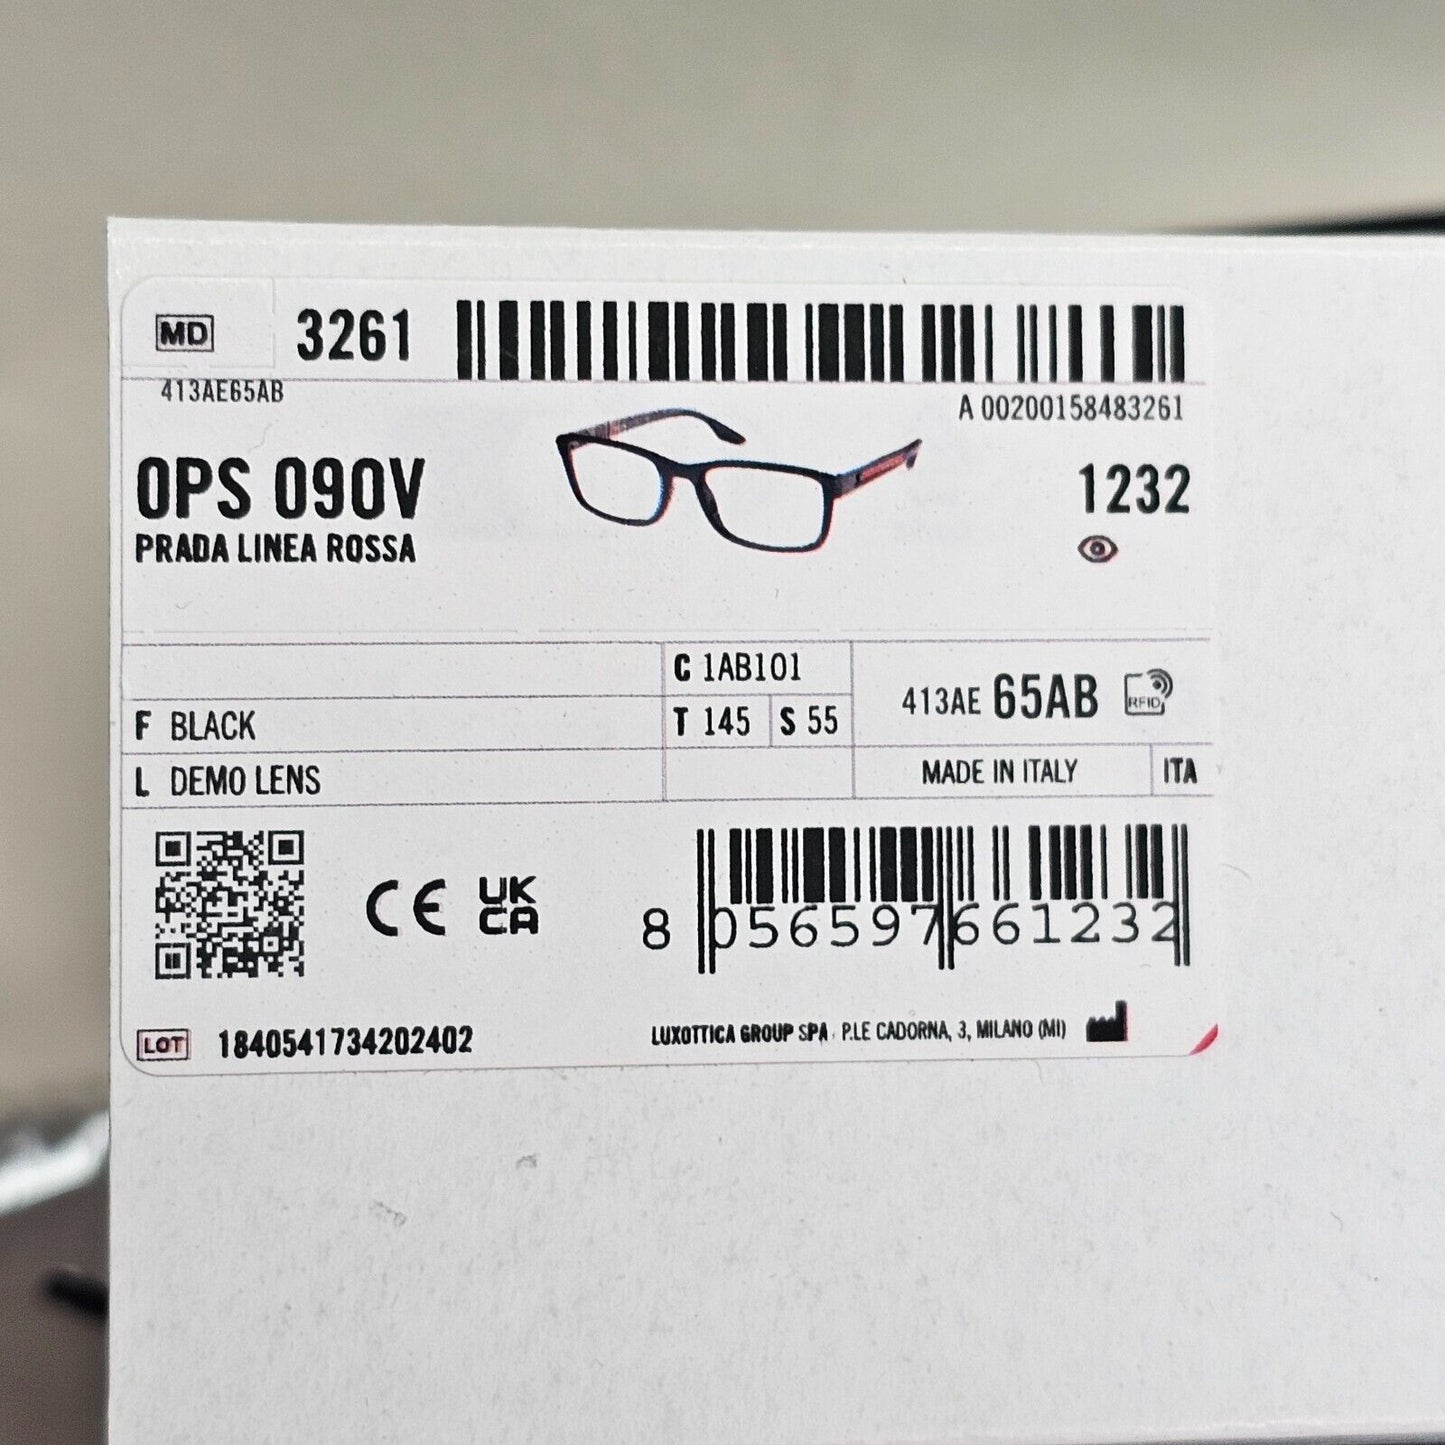 MD 3261
413AE65AB
A 00200158483261
0PS 090V
PRADA LINEA ROSSA
1232
C 1AB101
413AE 65AB RFID
F BLACK
T 145 S 55
L DEMO LENS
MADE IN ITALY ITA
CE UK CA
8 056597 661232
LOT 1840541734202402
LUXOTTICA GROUP SPA · P.LE CADORNA, 3, MILANO (MI)